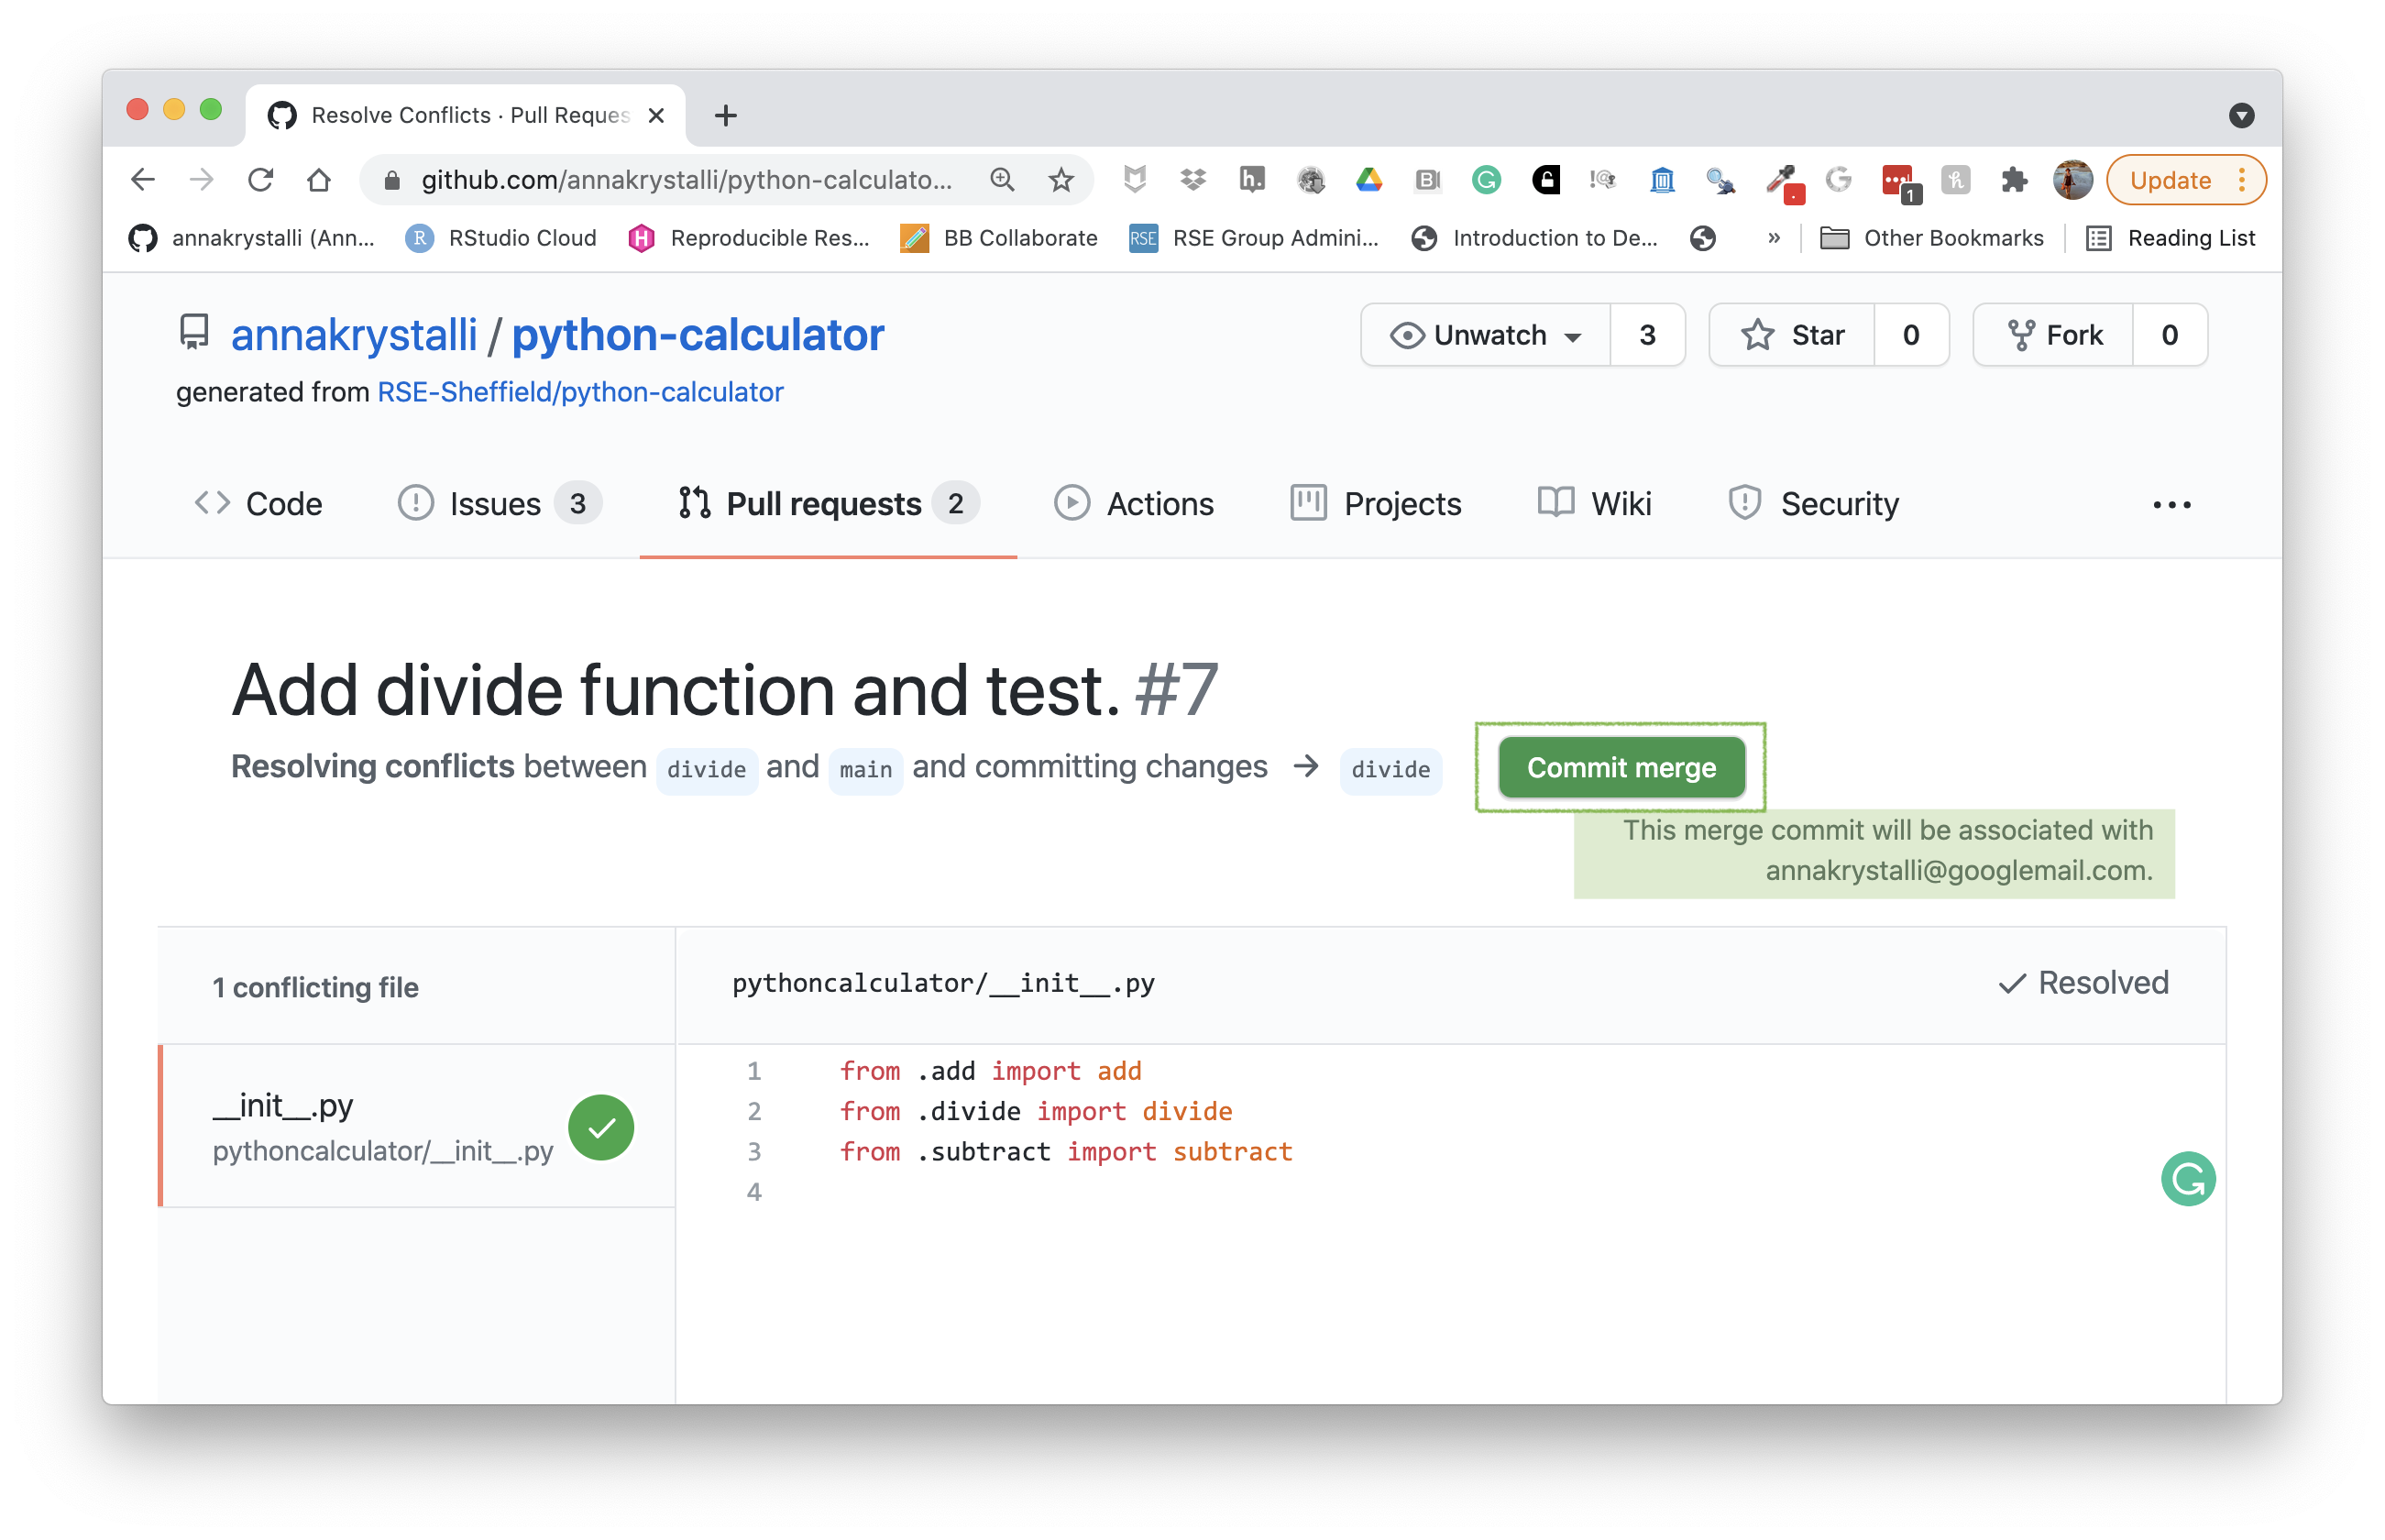 Resolve Conflicts · Pull Reques
github.com/annakrystalli/python-calculato...
1
Update
annakrystalli (Ann...
R RStudio Cloud
H Reproducible Res...
BB Collaborate
RSE RSE Group Admini...
Introduction to De...
»
Other Bookmarks
Reading List
annakrystalli / python-calculator
Unwatch 3
Star 0
Fork 0
generated from RSE-Sheffield/python-calculator
Code
Issues 3
Pull requests 2
Actions
Projects
Wiki
Security
Add divide function and test. #7
Resolving conflicts between divide and main and committing changes → divide
Commit merge
This merge commit will be associated with
annakrystalli@googlemail.com.
1 conflicting file
pythoncalculator/__init__.py
Resolved
__init__.py
pythoncalculator/__init__.py
1 from .add import add
2 from .divide import divide
3 from .subtract import subtract
4